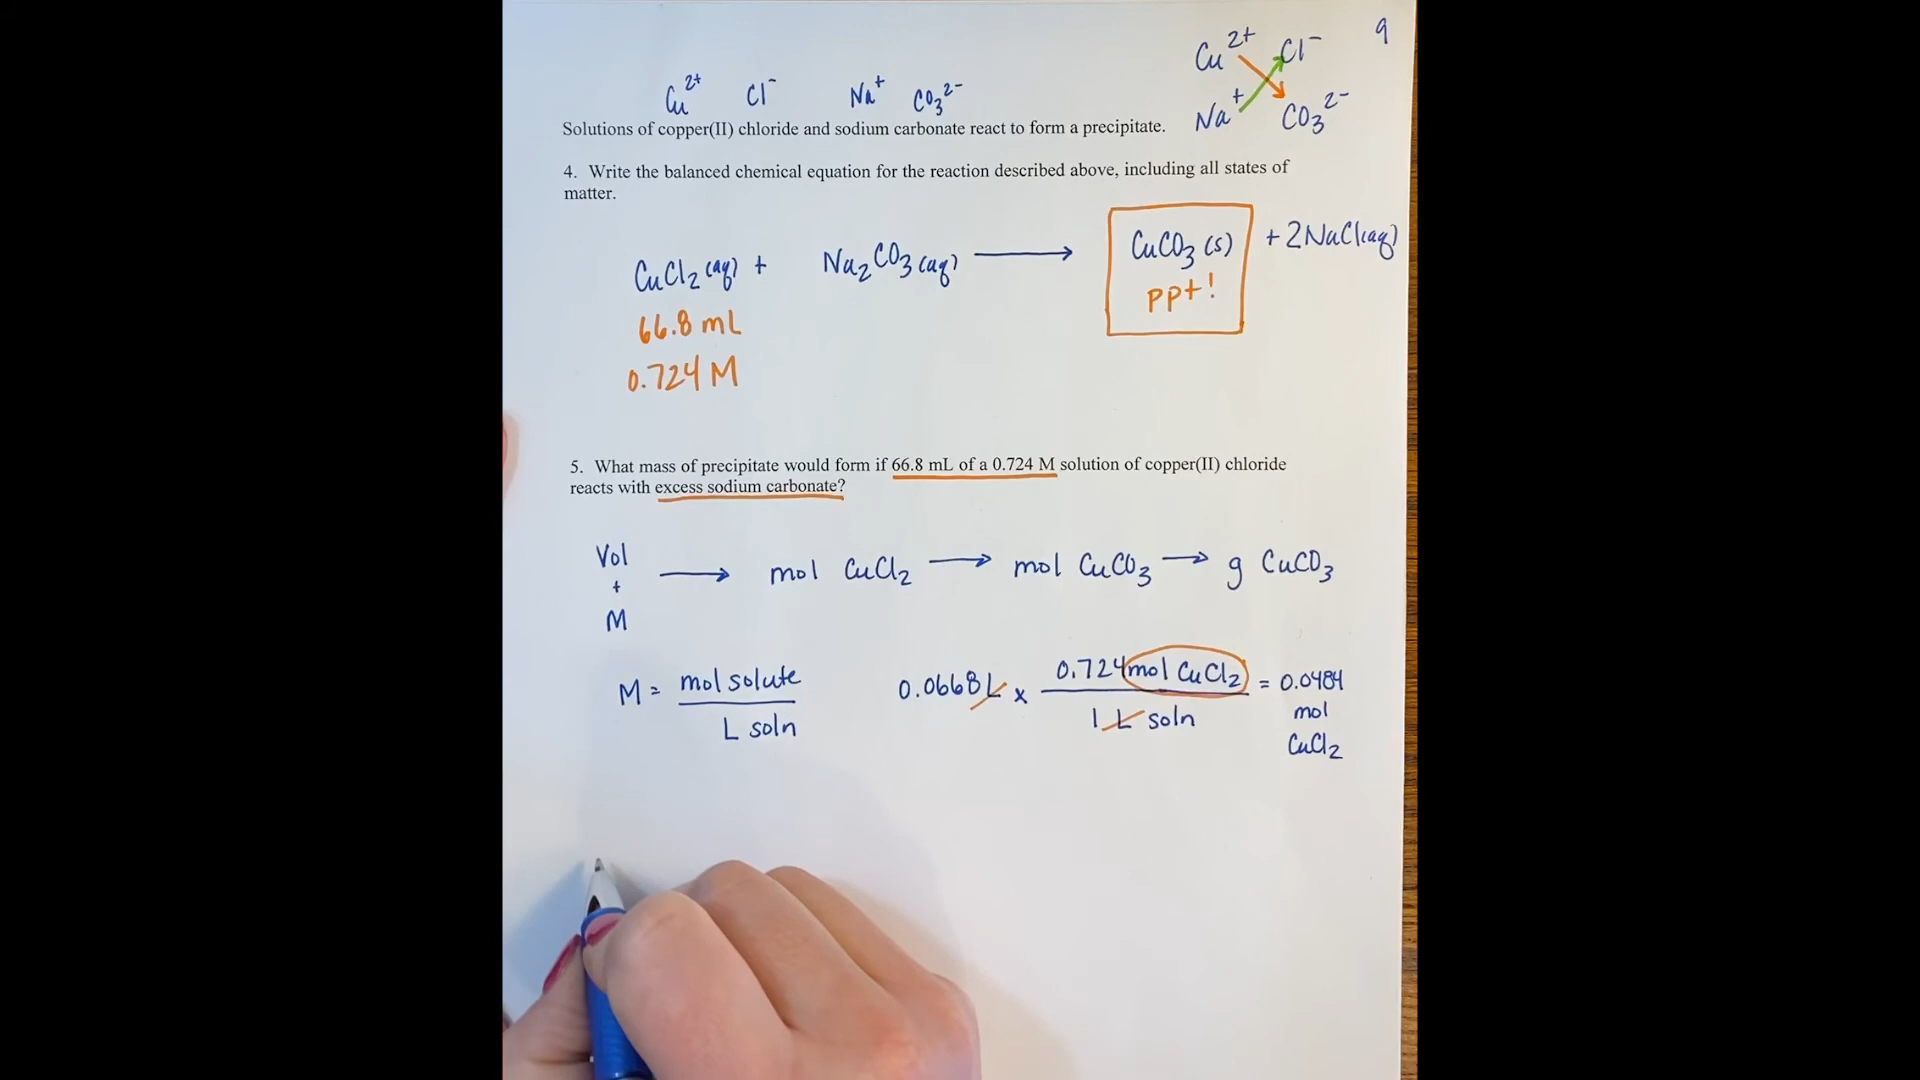 9
Cu²⁺ Cl⁻
Na⁺ CO₃²⁻
Cu²⁺ Cl⁻ Na⁺ CO₃²⁻
Solutions of copper(II) chloride and sodium carbonate react to form a precipitate.
4. Write the balanced chemical equation for the reaction described above, including all states of
matter.
CuCl₂ (aq) + Na₂CO₃ (aq) ⟶ CuCO₃ (s) + 2NaCl(aq)
ppt!
66.8 mL
0.724 M
5. What mass of precipitate would form if 66.8 mL of a 0.724 M solution of copper(II) chloride
reacts with excess sodium carbonate?
Vol
+
M
⟶ mol CuCl₂ ⟶ mol CuCO₃ ⟶ g CuCO₃
M = mol solute
L soln
0.0668 L x 0.724 mol CuCl₂
1 L soln
= 0.0484
mol
CuCl₂